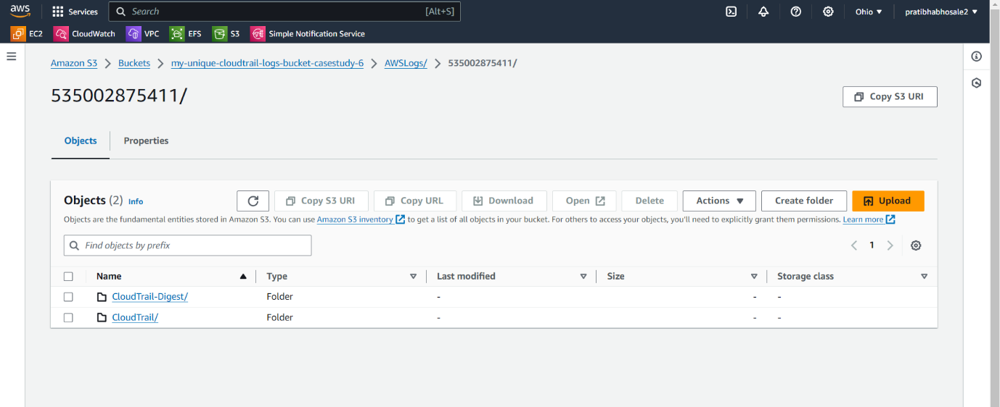 aws Services Search [Alt+S] Ohio ▼ pratibhabhosale2 ▼
EC2 CloudWatch VPC EFS S3 Simple Notification Service
Amazon S3 > Buckets > my-unique-cloudtrail-logs-bucket-casestudy-6 > AWSLogs/ > 535002875411/
535002875411/
Copy S3 URI
Objects Properties
Objects (2) Info Copy S3 URI Copy URL Download Open Delete Actions ▼ Create folder Upload
Objects are the fundamental entities stored in Amazon S3. You can use Amazon S3 inventory to get a list of all objects in your bucket. For others to access your objects, you'll need to explicitly grant them permissions. Learn more
Find objects by prefix
< 1 >
Name ▲ Type Last modified Size Storage class
CloudTrail-Digest/ Folder - - -
CloudTrail/ Folder - - -